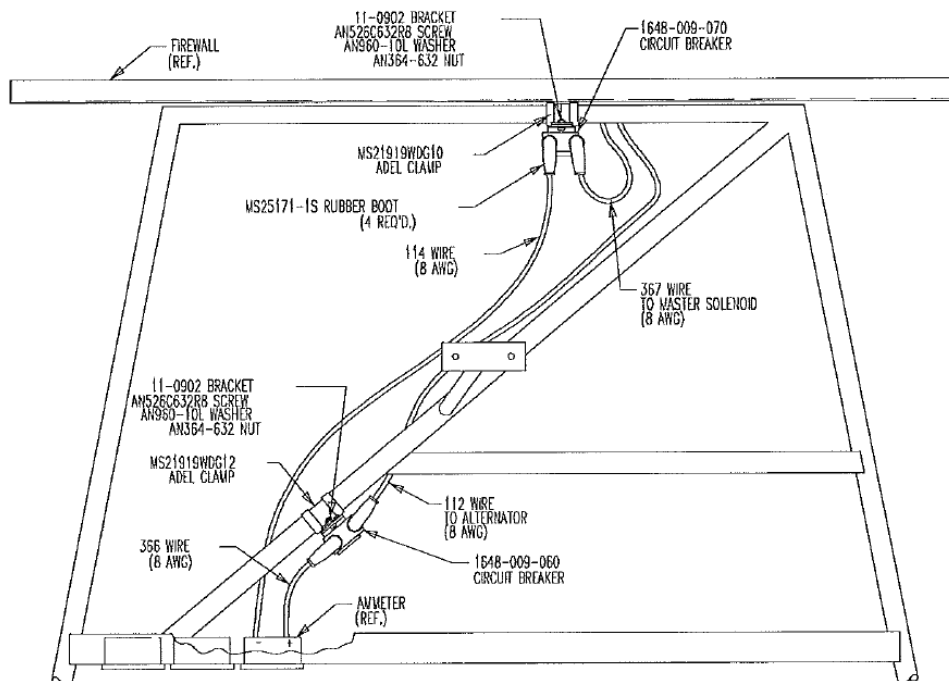 11-0902 BRACKET
AN526C632R8 SCREW
AN960-10L WASHER
AN364-632 NUT
1648-009-070
CIRCUIT BREAKER
FIREWALL
(REF.)
MS21919WDG10
ADEL CLAMP
MS25171-1S RUBBER BOOT
(4 REQ'D.)
114 WIRE
(8 AWG)
367 WIRE
TO MASTER SOLENOID
(8 AWG)
11-0902 BRACKET
AN526C632R8 SCREW
AN960-10L WASHER
AN364-632 NUT
MS21919WDG12
ADEL CLAMP
112 WIRE
TO ALTERNATOR
(8 AWG)
366 WIRE
(8 AWG)
1648-009-060
CIRCUIT BREAKER
AMMETER
(REF.)